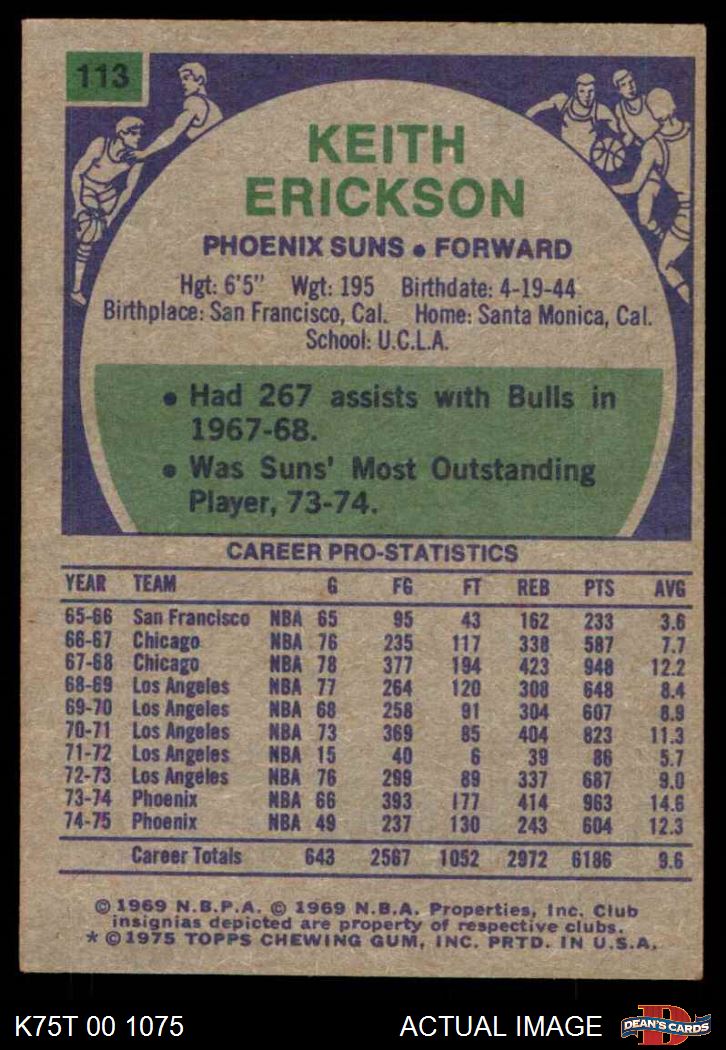 113
KEITH
ERICKSON
PHOENIX SUNS • FORWARD
Hgt: 6'5" Wgt: 195 Birthdate: 4-19-44
Birthplace: San Francisco, Cal. Home: Santa Monica, Cal.
School: U.C.L.A.
• Had 267 assists with Bulls in
1967-68.
• Was Suns' Most Outstanding
Player, 73-74.
CAREER PRO-STATISTICS
YEAR TEAM G FG FT REB PTS AVG
65-66 San Francisco NBA 65 95 43 162 233 3.6
66-67 Chicago NBA 76 235 117 338 587 7.7
67-68 Chicago NBA 78 377 194 423 948 12.2
68-69 Los Angeles NBA 77 264 120 308 648 8.4
69-70 Los Angeles NBA 68 258 91 304 607 8.9
70-71 Los Angeles NBA 73 369 85 404 823 11.3
71-72 Los Angeles NBA 15 40 6 39 86 5.7
72-73 Los Angeles NBA 76 299 89 337 687 9.0
73-74 Phoenix NBA 66 393 177 414 963 14.6
74-75 Phoenix NBA 49 237 130 243 604 12.3
Career Totals 643 2567 1052 2972 6186 9.6
© 1969 N.B.P.A. © 1969 N.B.A. Properties, Inc. Club
insignias depicted are property of respective clubs.
* © 1975 TOPPS CHEWING GUM, INC. PRTD. IN U.S.A.
K75T 00 1075 ACTUAL IMAGE
D
DEAN'S CARDS